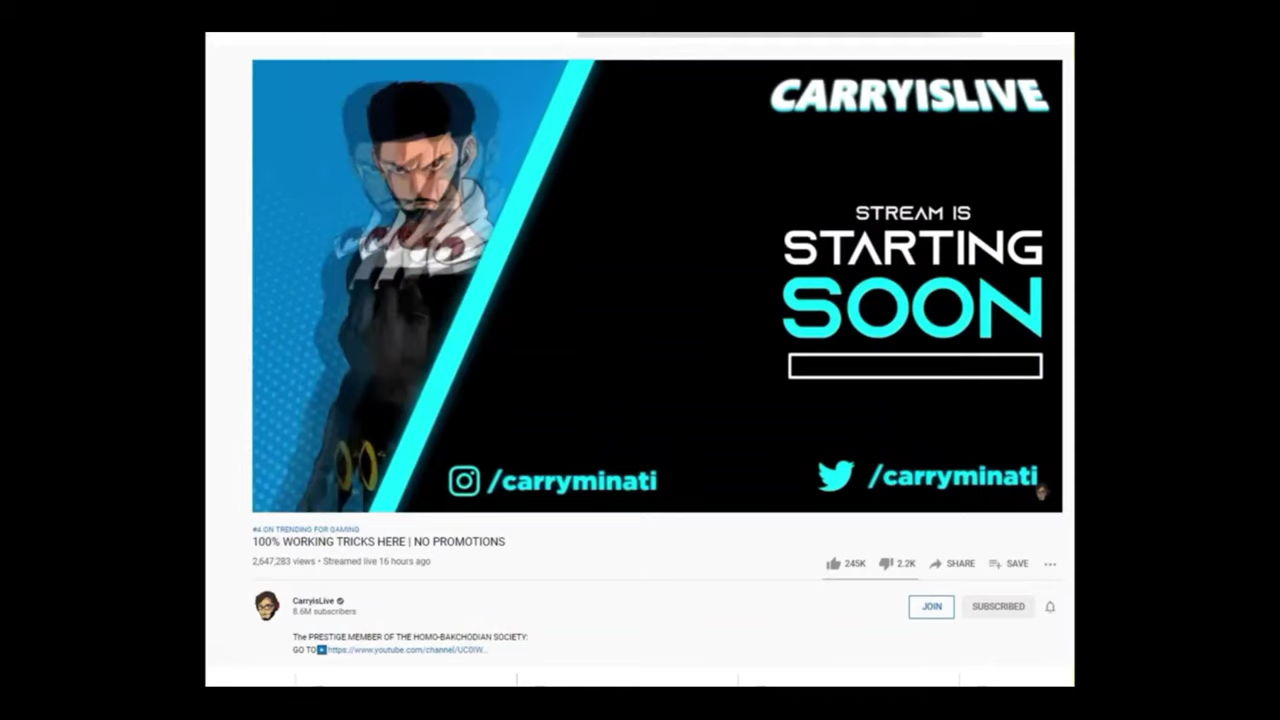 CARRYISLIVE
STREAM IS
STARTING
SOON
/carryminati
/carryminati
#4 ON TRENDING FOR GAMING
100% WORKING TRICKS HERE | NO PROMOTIONS
2,647,283 views • Streamed live 16 hours ago
245K 2.2K SHARE SAVE
CarryisLive
8.6M subscribers
JOIN SUBSCRIBED
The PRESTIGE MEMBER OF THE HOMO-BAKCHODIAN SOCIETY:
GO TO https://www.youtube.com/channel/UC0IW...